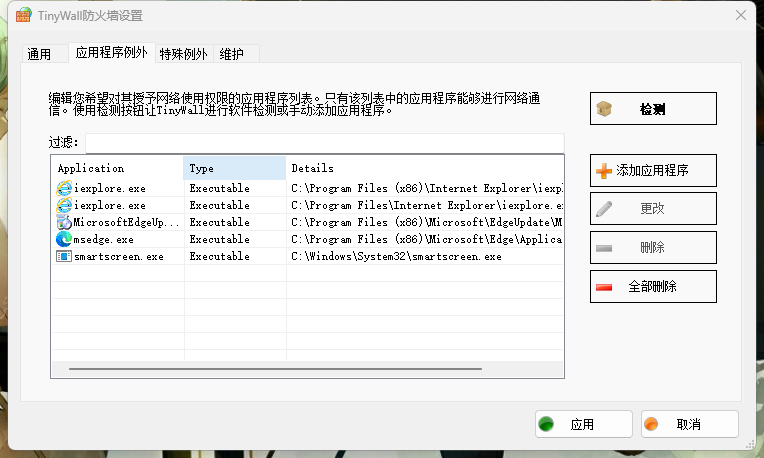 TinyWall防火墙设置
通用 应用程序例外 特殊例外 维护
编辑您希望对其授予网络使用权限的应用程序列表。只有该列表中的应用程序能够进行网络通
信。使用检测按钮让TinyWall进行软件检测或手动添加应用程序。
检测
过滤:
Application Type Details
iexplore.exe Executable C:\Program Files (x86)\Internet Explorer\iexpl
iexplore.exe Executable C:\Program Files\Internet Explorer\iexplore.e
MicrosoftEdgeUp... Executable C:\Program Files (x86)\Microsoft\EdgeUpdate\M
msedge.exe Executable C:\Program Files (x86)\Microsoft\Edge\Applica
smartscreen.exe Executable C:\Windows\System32\smartscreen.exe
添加应用程序
更改
删除
全部删除
应用 取消